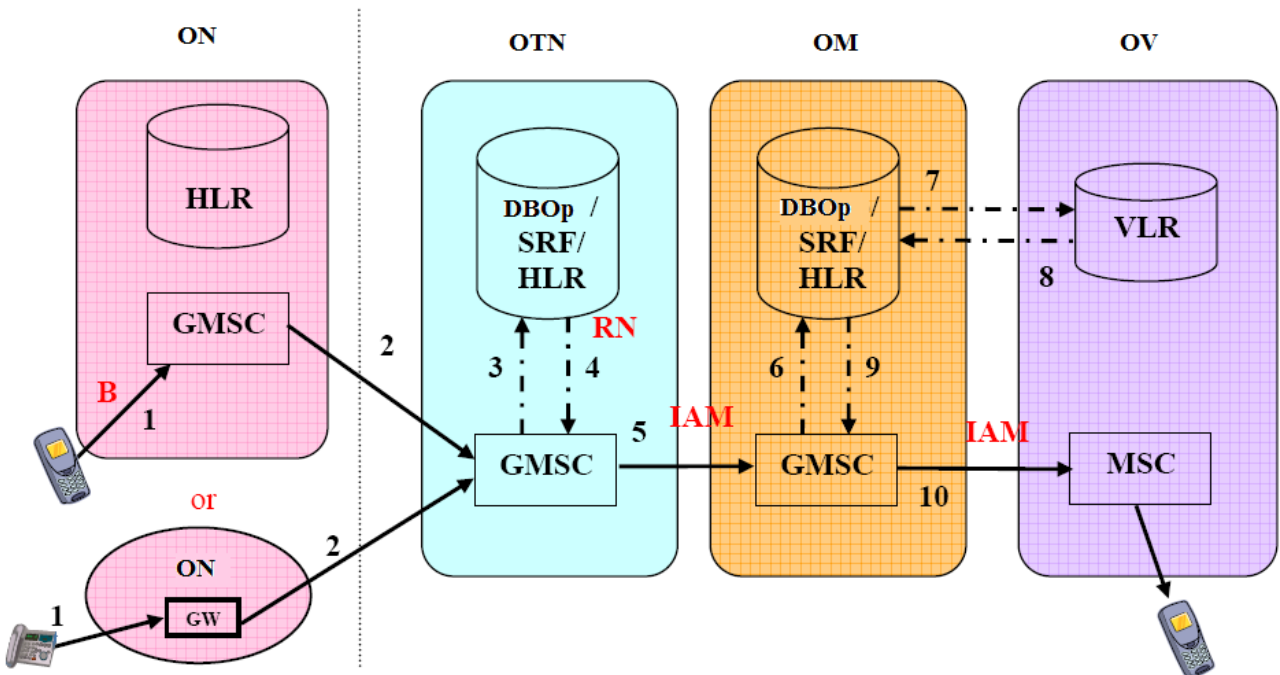 ON
OTN
OM
OV
HLR
GMSC
B
1
2
DBOp /
SRF/
HLR
RN
3
4
GMSC
5
IAM
DBOp /
SRF/
HLR
6
9
GMSC
7
8
VLR
IAM
10
MSC
or
ON
GW
1
2